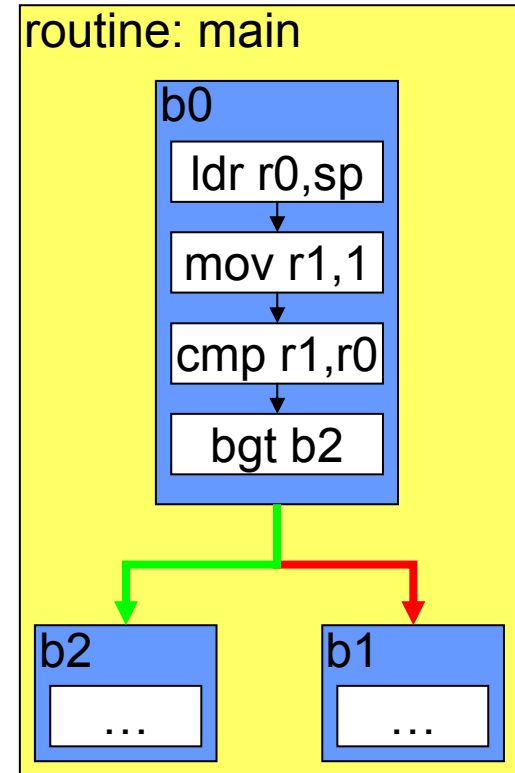 routine: main
b0
ldr r0,sp
mov r1,1
cmp r1,r0
bgt b2
b2
b1
…
…